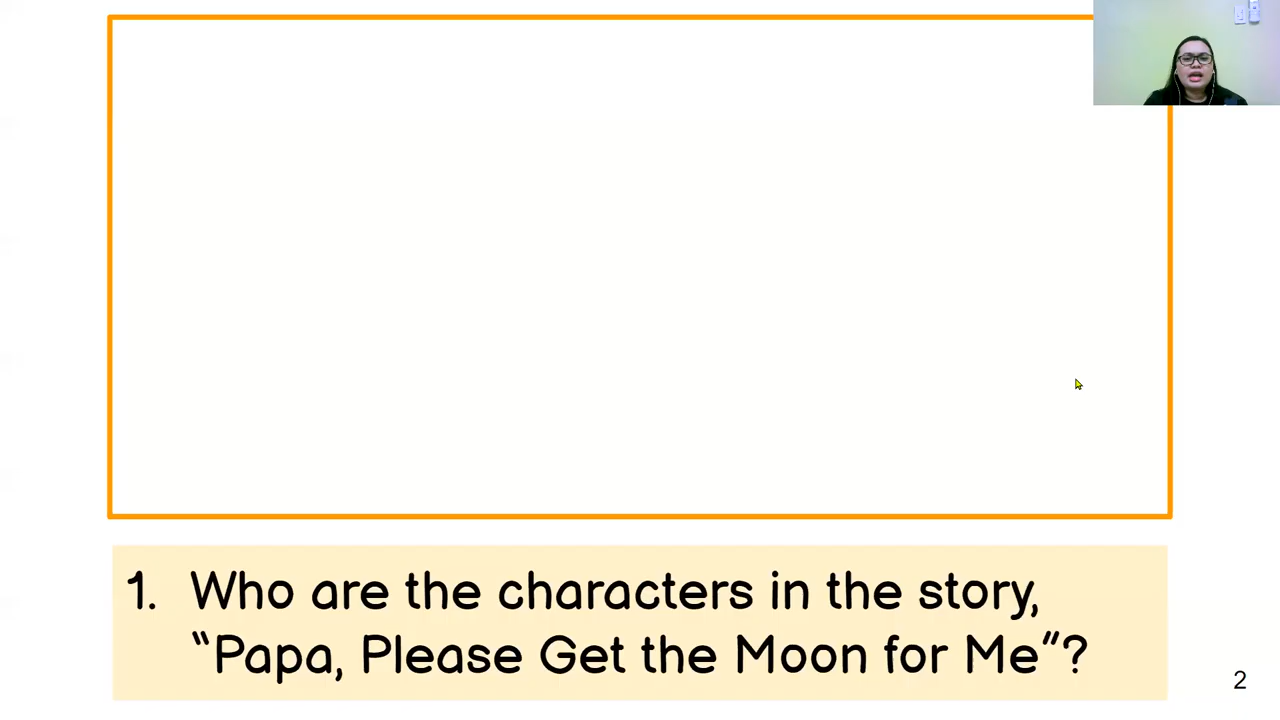 1. Who are the characters in the story,
“Papa, Please Get the Moon for Me”?
2